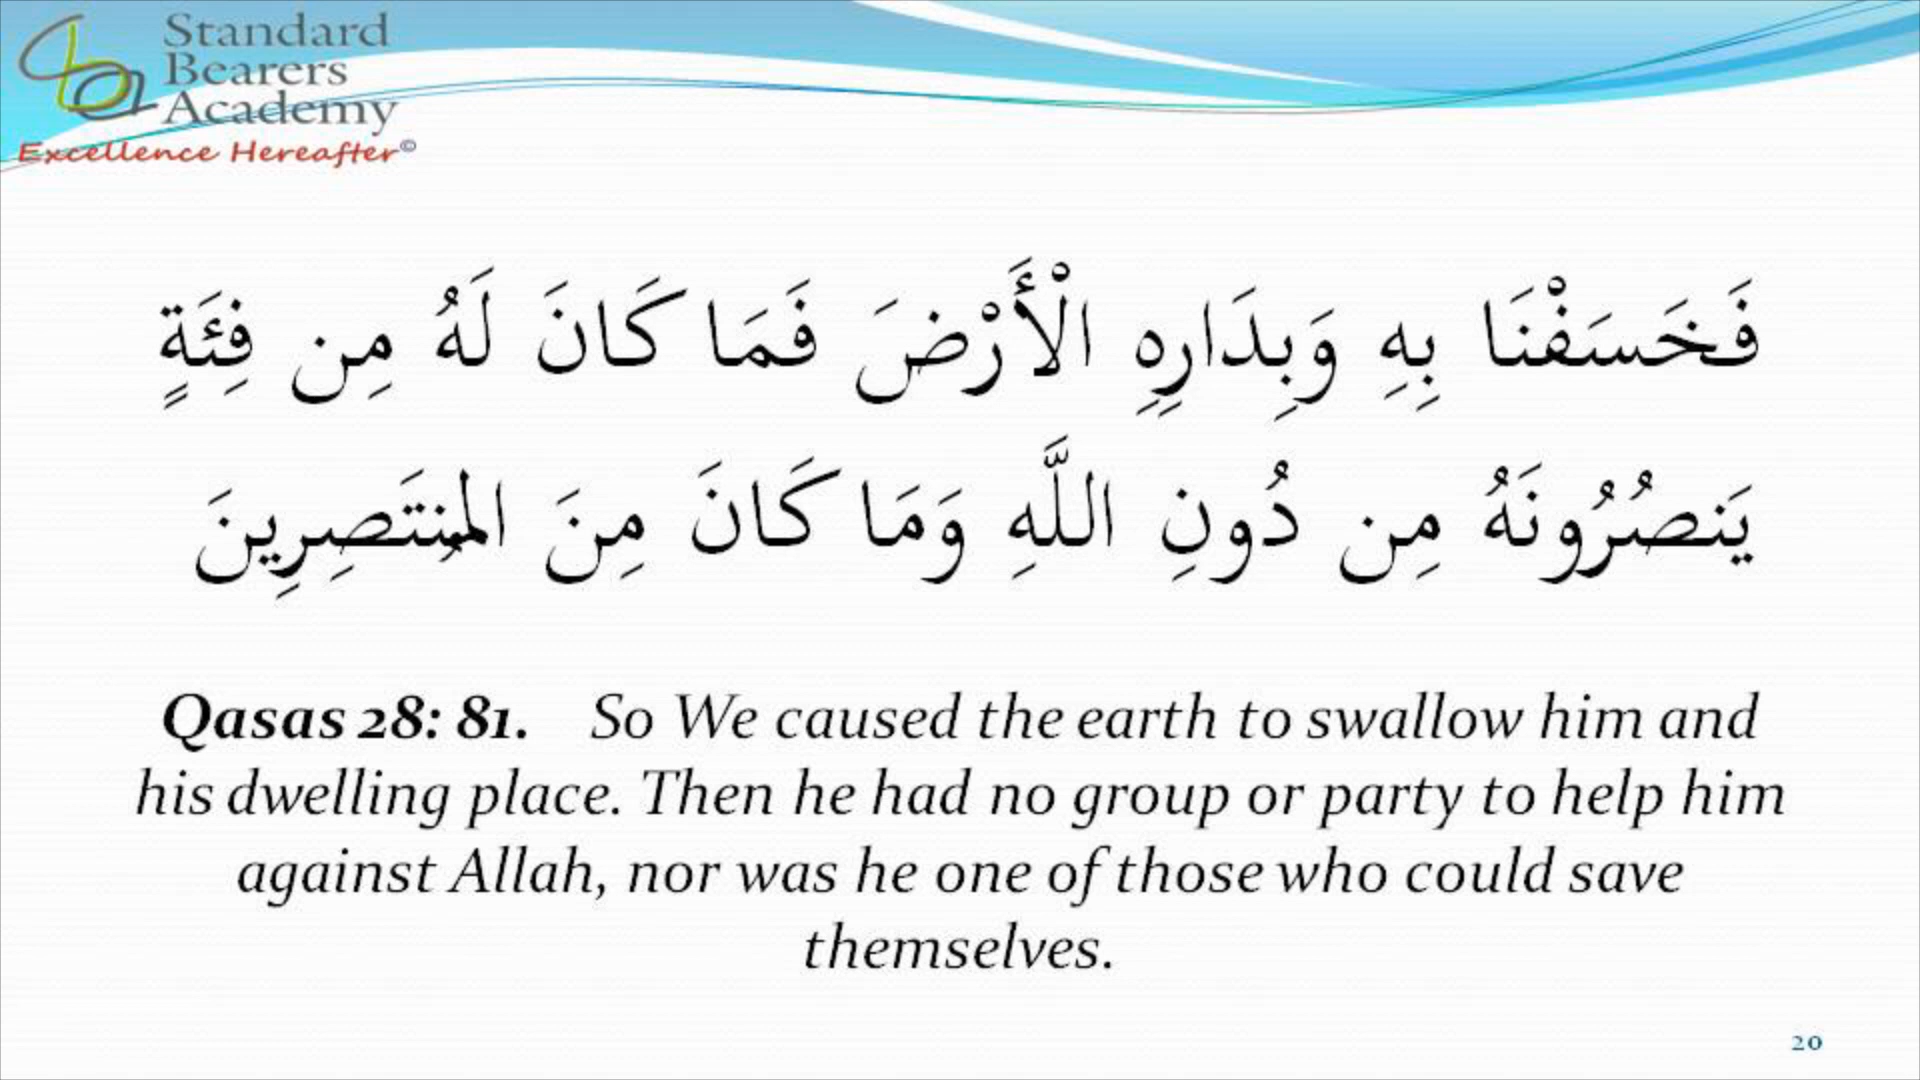 Standard
Bearers
Academy
Excellence Hereafter©
فَخَسَفْنَا بِهِ وَبِدَارِهِ الْأَرْضَ فَمَا كَانَ لَهُ مِن فِئَةٍ
يَنصُرُونَهُ مِن دُونِ اللَّهِ وَمَا كَانَ مِنَ المُنتَصِرِينَ
Qasas 28: 81. So We caused the earth to swallow him and
his dwelling place. Then he had no group or party to help him
against Allah, nor was he one of those who could save
themselves.
20